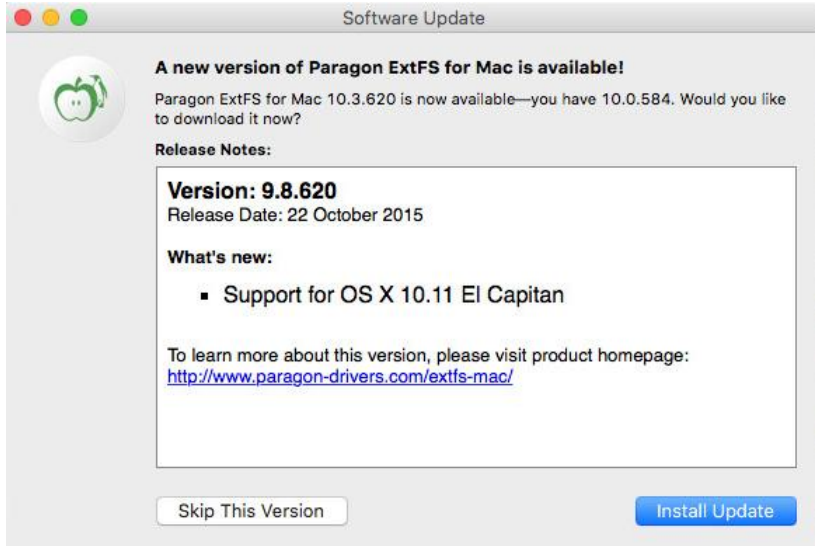 Software Update
A new version of Paragon ExtFS for Mac is available!
Paragon ExtFS for Mac 10.3.620 is now available—you have 10.0.584. Would you like
to download it now?
Release Notes:
Version: 9.8.620
Release Date: 22 October 2015
What's new:
▪ Support for OS X 10.11 El Capitan
To learn more about this version, please visit product homepage:
http://www.paragon-drivers.com/extfs-mac/
Skip This Version
Install Update